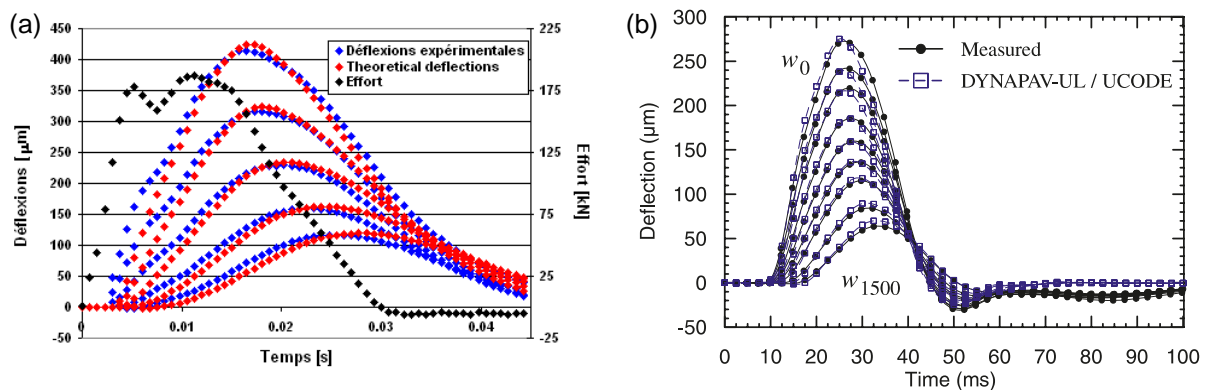 (a)
Déflexions [µm]
450
400
350
300
250
200
150
100
50
0
-50
225
175
125
75
25
-25
Effort [kN]
Déflexions expérimentales
Theoretical deflections
Effort
0
0.01
0.02
0.03
0.04
Temps [s]
(b)
Deflection (µm)
300
250
200
150
100
50
0
-50
w0
w1500
Measured
DYNAPAV-UL / UCODE
0 10 20 30 40 50 60 70 80 90 100
Time (ms)